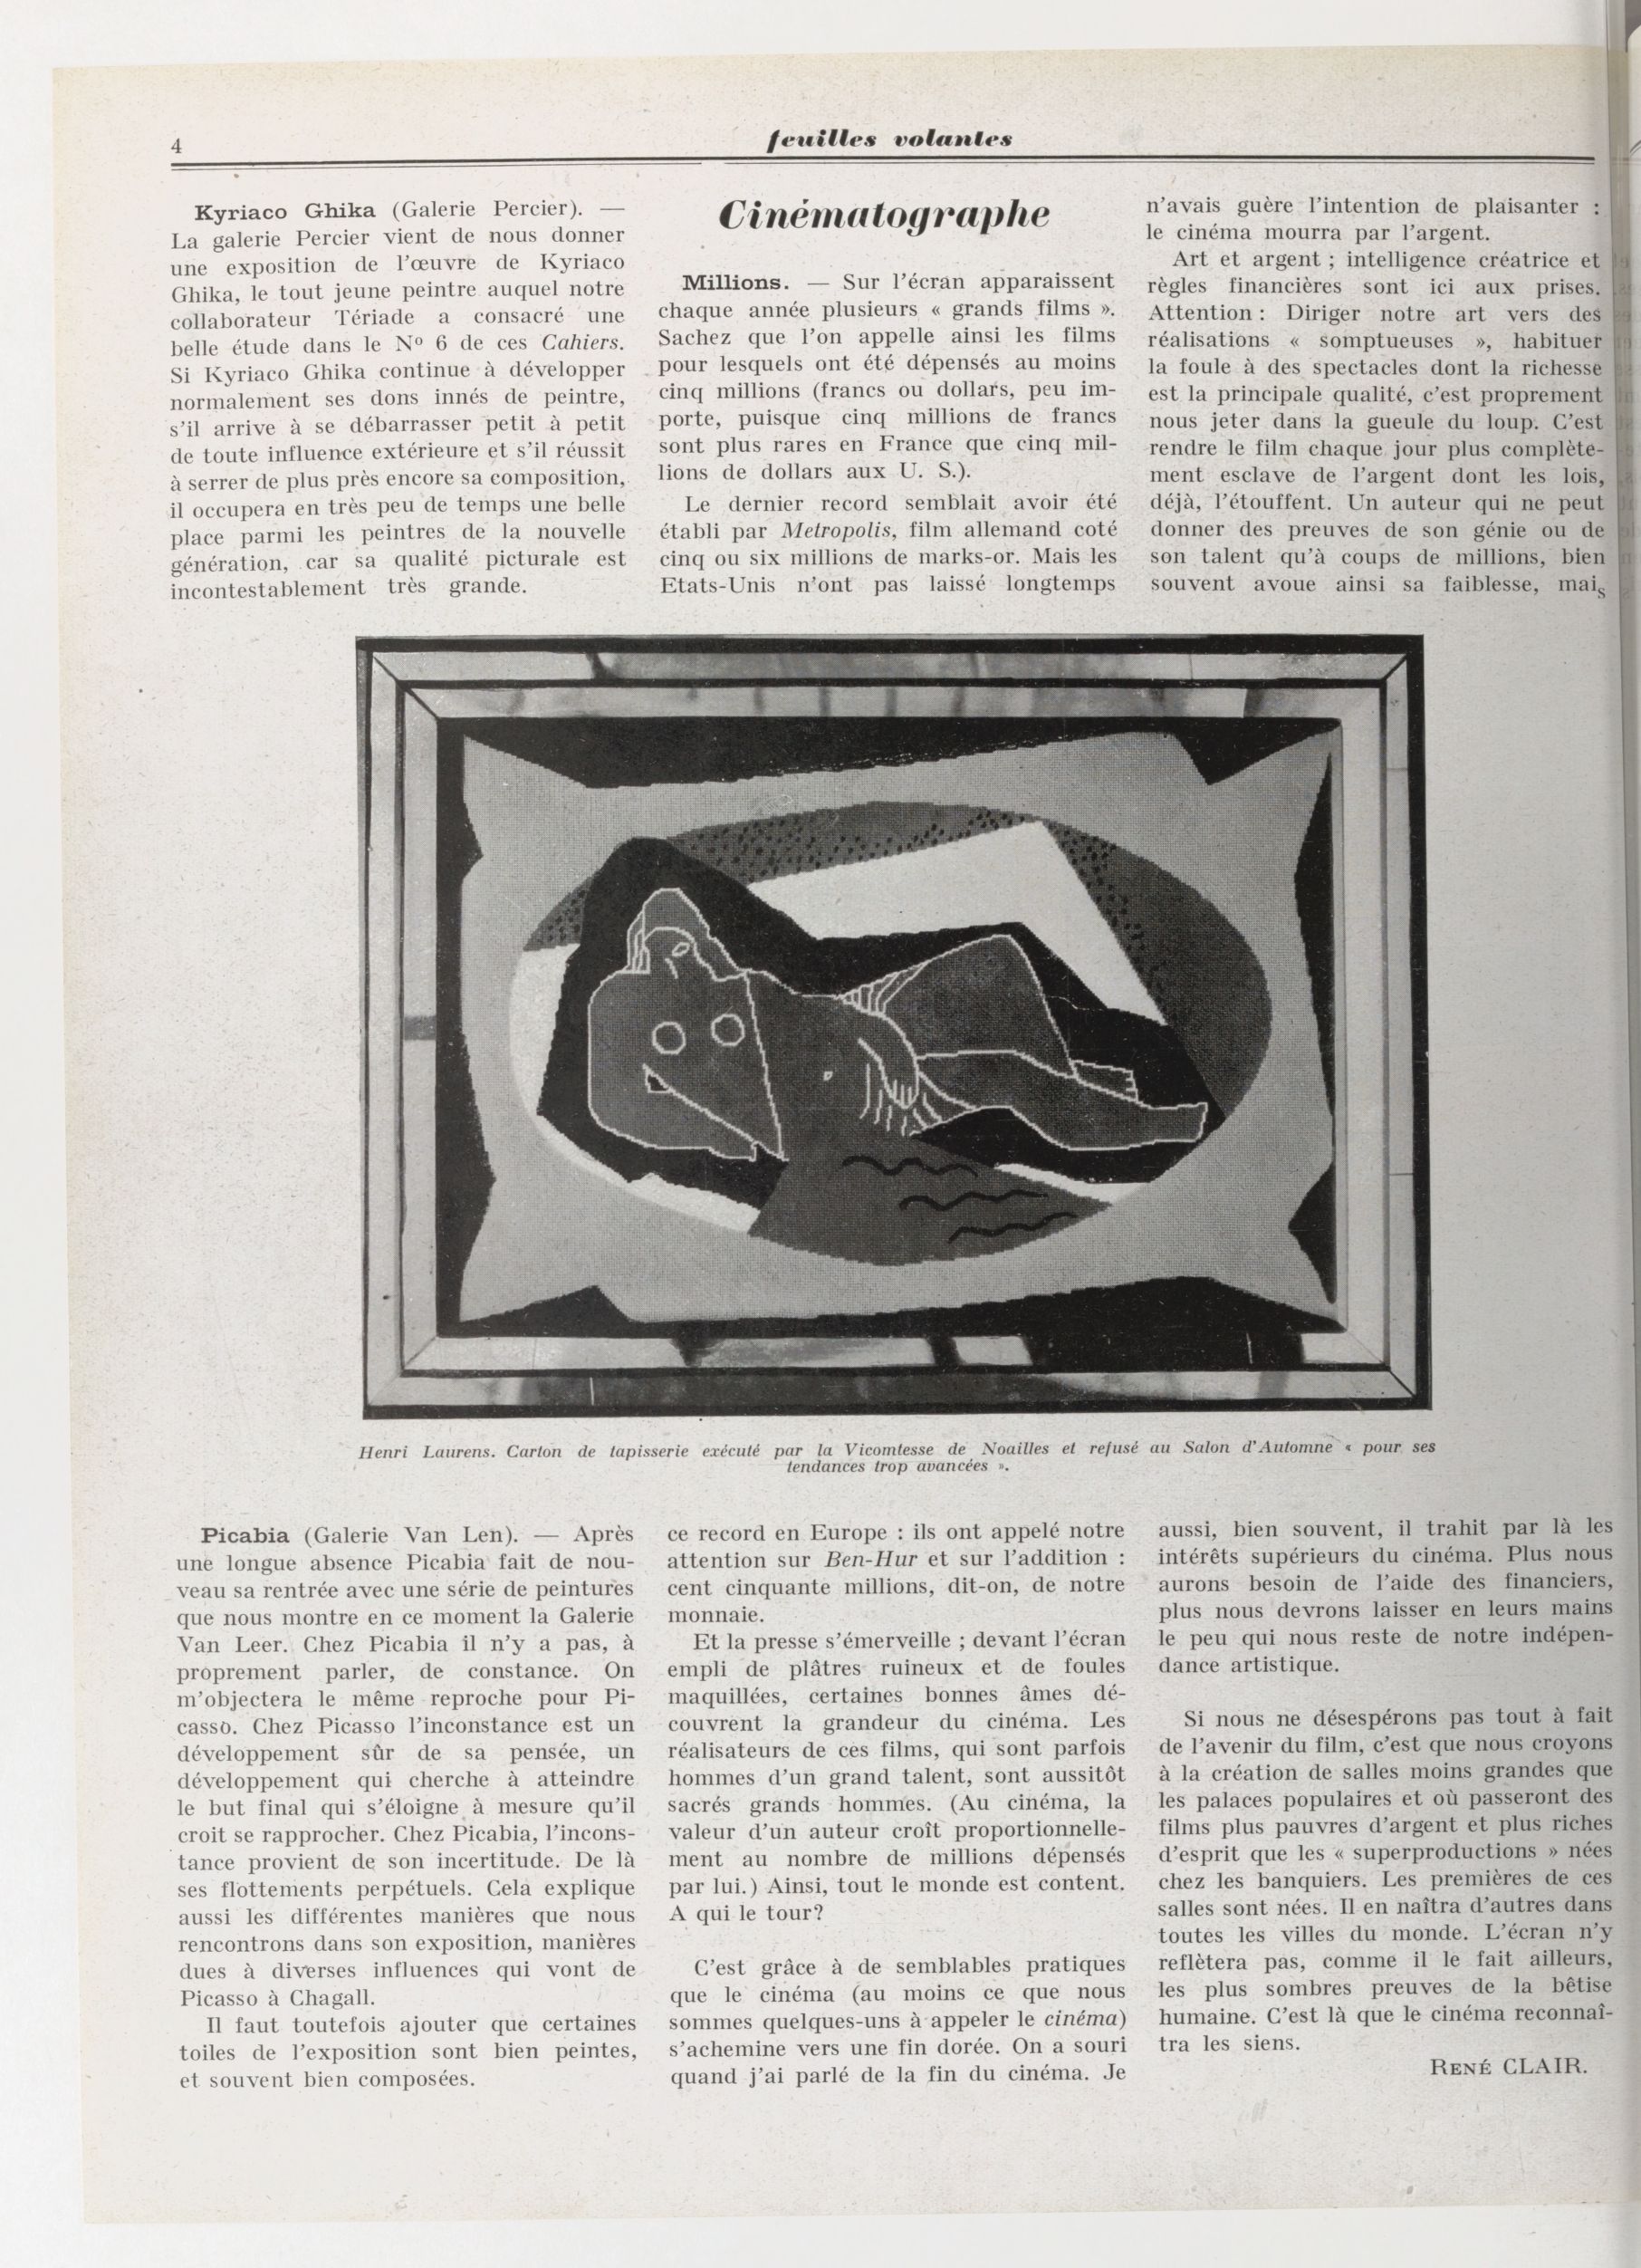 4
feuilles volantes
Kyriaco Ghika (Galerie Percier). —
La galerie Percier vient de nous donner
une exposition de l'œuvre de Kyriaco
Ghika, le tout jeune peintre auquel notre
collaborateur Tériade a consacré une
belle étude dans le Nº 6 de ces Cahiers.
Si Kyriaco Ghika continue à développer
normalement ses dons innés de peintre,
s'il arrive à se débarrasser petit à petit
de toute influence extérieure et s'il réussit
à serrer de plus près encore sa composition,
il occupera en très peu de temps une belle
place parmi les peintres de la nouvelle
génération, car sa qualité picturale est
incontestablement très grande.
Picabia (Galerie Van Len). — Après
une longue absence Picabia fait de nou-
veau sa rentrée avec une série de peintures
que nous montre en ce moment la Galerie
Van Leer. Chez Picabia il n'y a pas, à
proprement parler, de constance. On
m'objectera le même reproche pour Pi-
casso. Chez Picasso l'inconstance est un
développement sûr de sa pensée, un
développement qui cherche à atteindre
le but final qui s'éloigne à mesure qu'il
croit se rapprocher. Chez Picabia, l'incons-
tance provient de son incertitude. De là
ses flottements perpétuels. Cela explique
aussi les différentes manières que nous
rencontrons dans son exposition, manières
dues à diverses influences qui vont de
Picasso à Chagall.
Il faut toutefois ajouter que certaines
toiles de l'exposition sont bien peintes,
et souvent bien composées.
Cinématographe
Millions. — Sur l'écran apparaissent
chaque année plusieurs « grands films ».
Sachez que l'on appelle ainsi les films
pour lesquels ont été dépensés au moins
cinq millions (francs ou dollars, peu im-
porte, puisque cinq millions de francs
sont plus rares en France que cinq mil-
lions de dollars aux U. S.).
Le dernier record semblait avoir été
établi par Metropolis, film allemand coté
cinq ou six millions de marks-or. Mais les
Etats-Unis n'ont pas laissé longtemps
ce record en Europe : ils ont appelé notre
attention sur Ben-Hur et sur l'addition :
cent cinquante millions, dit-on, de notre
monnaie.
Et la presse s'émerveille ; devant l'écran
empli de plâtres ruineux et de foules
maquillées, certaines bonnes âmes dé-
couvrent la grandeur du cinéma. Les
réalisateurs de ces films, qui sont parfois
hommes d'un grand talent, sont aussitôt
sacrés grands hommes. (Au cinéma, la
valeur d'un auteur croît proportionnelle-
ment au nombre de millions dépensés
par lui.) Ainsi, tout le monde est content.
A qui le tour?
C'est grâce à de semblables pratiques
que le cinéma (au moins ce que nous
sommes quelques-uns à appeler le cinéma)
s'achemine vers une fin dorée. On a souri
quand j'ai parlé de la fin du cinéma. Je
n'avais guère l'intention de plaisanter :
le cinéma mourra par l'argent.
Art et argent ; intelligence créatrice et
règles financières sont ici aux prises.
Attention : Diriger notre art vers des
réalisations « somptueuses », habituer
la foule à des spectacles dont la richesse
est la principale qualité, c'est proprement
nous jeter dans la gueule du loup. C'est
rendre le film chaque jour plus complète-
ment esclave de l'argent dont les lois,
déjà, l'étouffent. Un auteur qui ne peut
donner des preuves de son génie ou de
son talent qu'à coups de millions, bien
souvent avoue ainsi sa faiblesse, mais
aussi, bien souvent, il trahit par là les
intérêts supérieurs du cinéma. Plus nous
aurons besoin de l'aide des financiers,
plus nous devrons laisser en leurs mains
le peu qui nous reste de notre indépen-
dance artistique.
Si nous ne désespérons pas tout à fait
de l'avenir du film, c'est que nous croyons
à la création de salles moins grandes que
les palaces populaires et où passeront des
films plus pauvres d'argent et plus riches
d'esprit que les « superproductions » nées
chez les banquiers. Les premières de ces
salles sont nées. Il en naîtra d'autres dans
toutes les villes du monde. L'écran n'y
reflètera pas, comme il le fait ailleurs,
les plus sombres preuves de la bêtise
humaine. C'est là que le cinéma reconnaî-
tra les siens.
RENÉ CLAIR.
Henri Laurens. Carton de tapisserie exécuté par la Vicomtesse de Noailles et refusé au Salon d'Automne « pour ses
tendances trop avancées ».